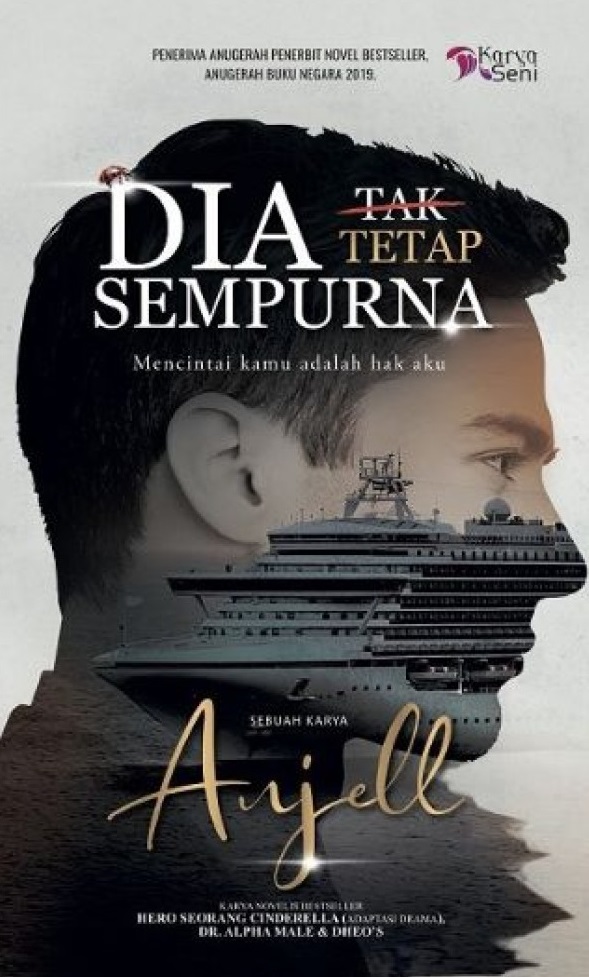 PENERIMA ANUGERAH PENERBIT NOVEL BESTSELLER,
ANUGERAH BUKU NEGARA 2019.
Karya
Seni
DIA TAK
TETAP
SEMPURNA
Mencintai kamu adalah hak aku
SEBUAH KARYA
Anjell
KARYA NOVELIS BESTSELLER
HERO SEORANG CINDERELLA (ADAPTASI DRAMA),
DR. ALPHA MALE & DHEO'S